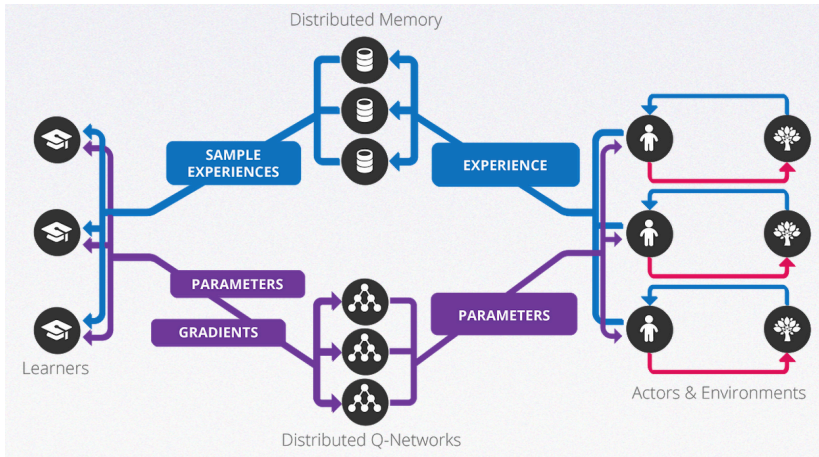 Distributed Memory
SAMPLE
EXPERIENCES
EXPERIENCE
PARAMETERS
GRADIENTS
PARAMETERS
Learners
Actors & Environments
Distributed Q-Networks